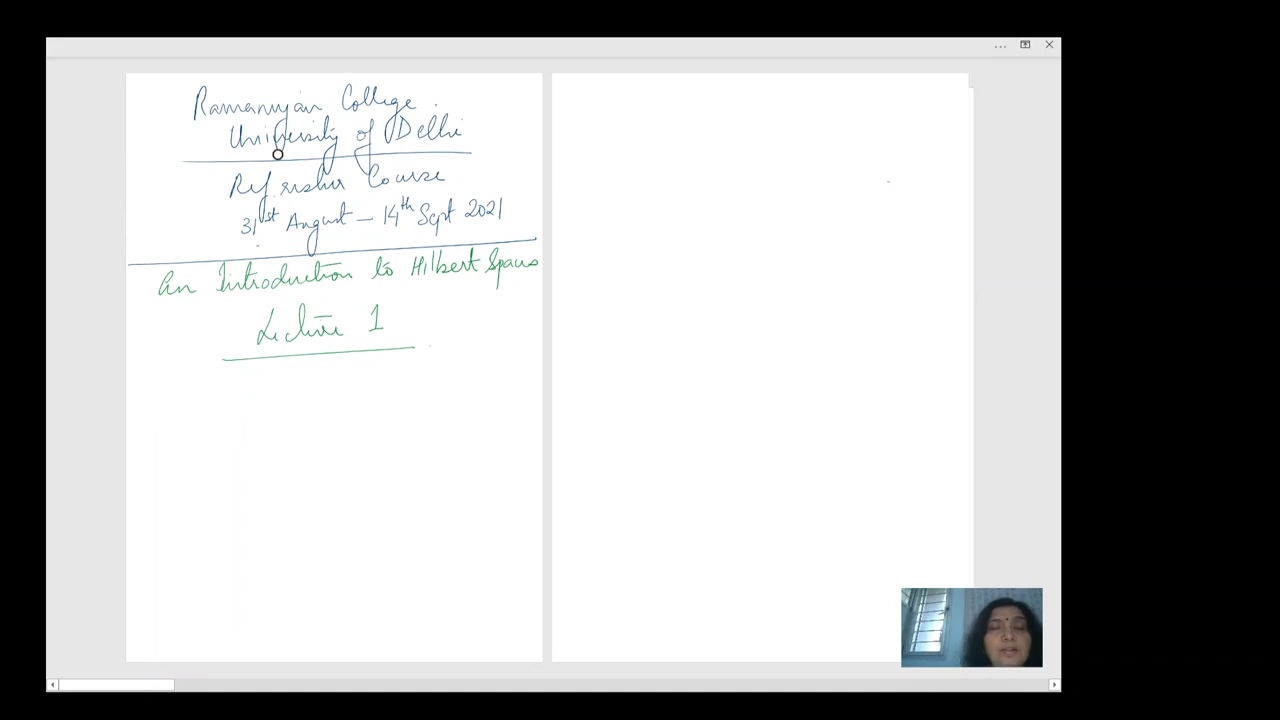 Ramanujan College
University of Delhi
Refresher Course
31st August – 14th Sept 2021
An Introduction to Hilbert Spaces
Lecture 1